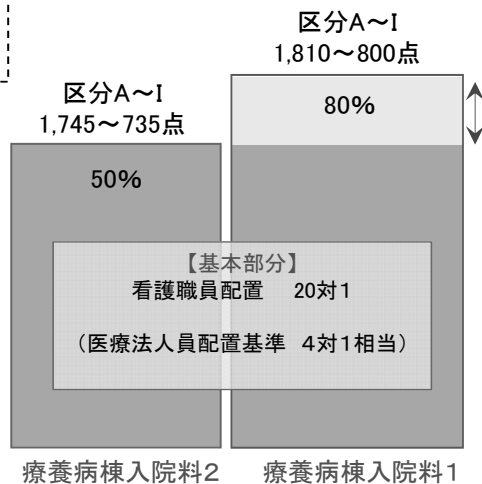 区分A～I
1,810～800点
80%
区分A～I
1,745～735点
50%
【基本部分】
看護職員配置　20対1
（医療法人員配置基準　4対1相当）
療養病棟入院料2
療養病棟入院料1